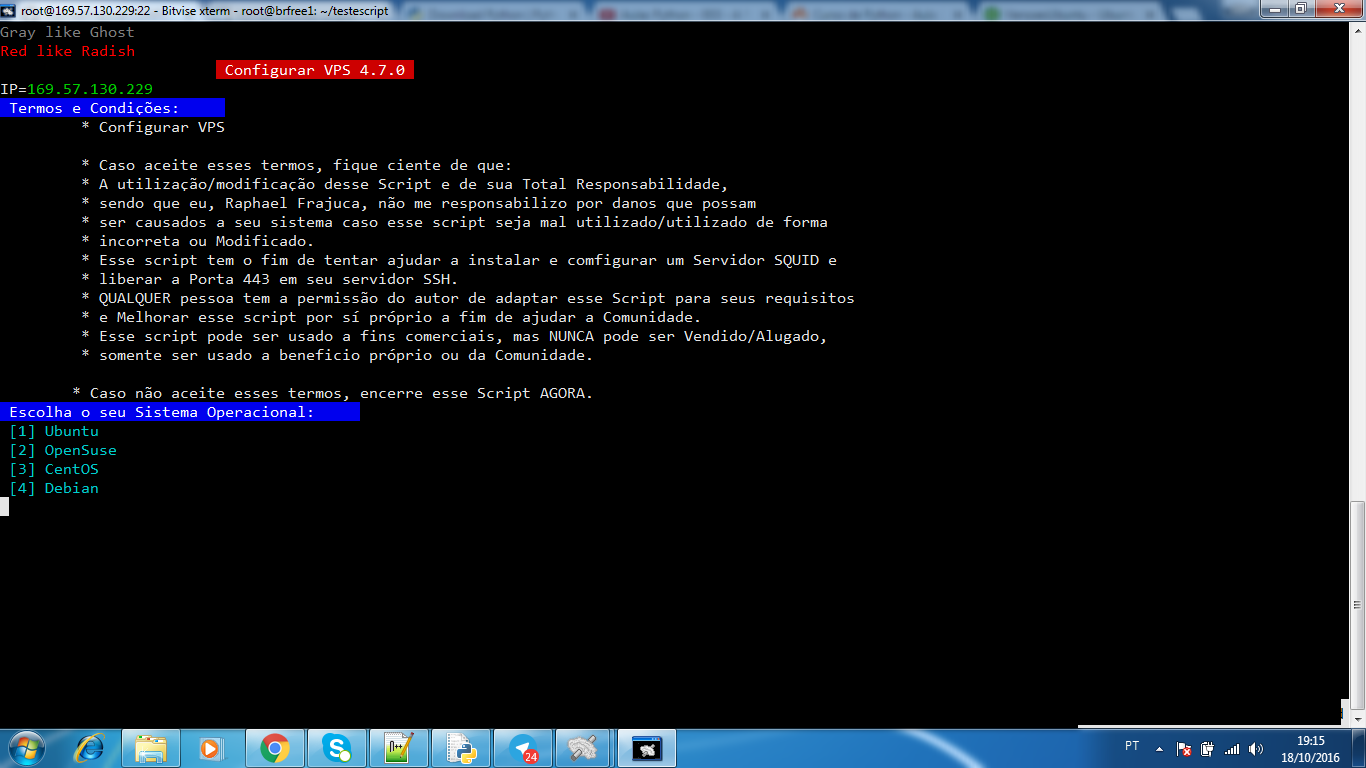 root@169.57.130.229:22 - Bitvise xterm - root@brfree1: ~/testescript
Gray like Ghost
Red like Radish
Configurar VPS 4.7.0
IP=169.57.130.229
Termos e Condições:
* Configurar VPS
* Caso aceite esses termos, fique ciente de que:
* A utilização/modificação desse Script e de sua Total Responsabilidade,
* sendo que eu, Raphael Frajuca, não me responsabilizo por danos que possam
* ser causados a seu sistema caso esse script seja mal utilizado/utilizado de forma
* incorreta ou Modificado.
* Esse script tem o fim de tentar ajudar a instalar e comfigurar um Servidor SQUID e
* liberar a Porta 443 em seu servidor SSH.
* QUALQUER pessoa tem a permissão do autor de adaptar esse Script para seus requisitos
* e Melhorar esse script por sí próprio a fim de ajudar a Comunidade.
* Esse script pode ser usado a fins comerciais, mas NUNCA pode ser Vendido/Alugado,
* somente ser usado a beneficio próprio ou da Comunidade.
* Caso não aceite esses termos, encerre esse Script AGORA.
Escolha o seu Sistema Operacional:
[1] Ubuntu
[2] OpenSuse
[3] CentOS
[4] Debian
24
PT
19:15
18/10/2016